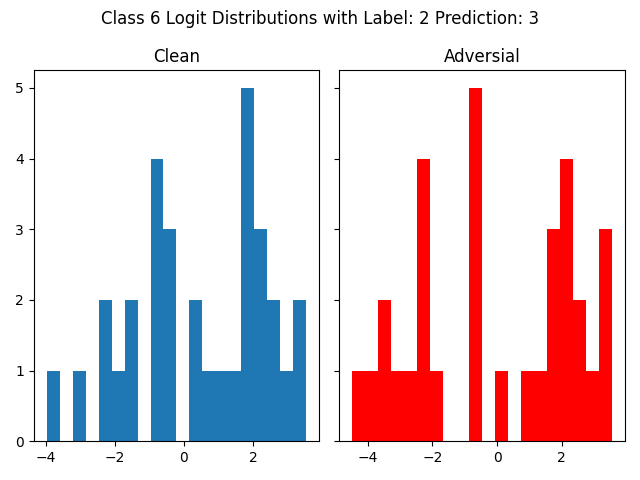 Class 6 Logit Distributions with Label: 2 Prediction: 3
Clean
Adversial
5
4
3
2
1
0
−4 −2 0 2
−4 −2 0 2